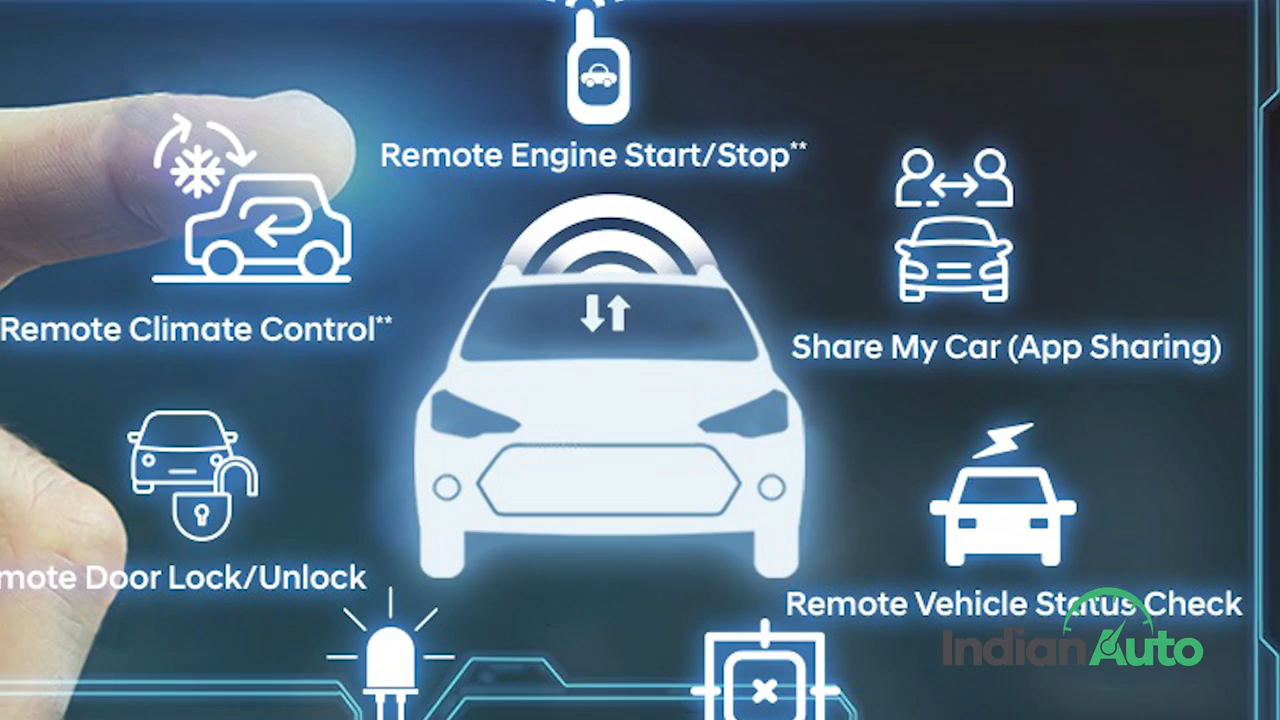 Remote Engine Start/Stop**
Remote Climate Control**
Share My Car (App Sharing)
mote Door Lock/Unlock
Remote Vehicle Status Check
IndianAuto